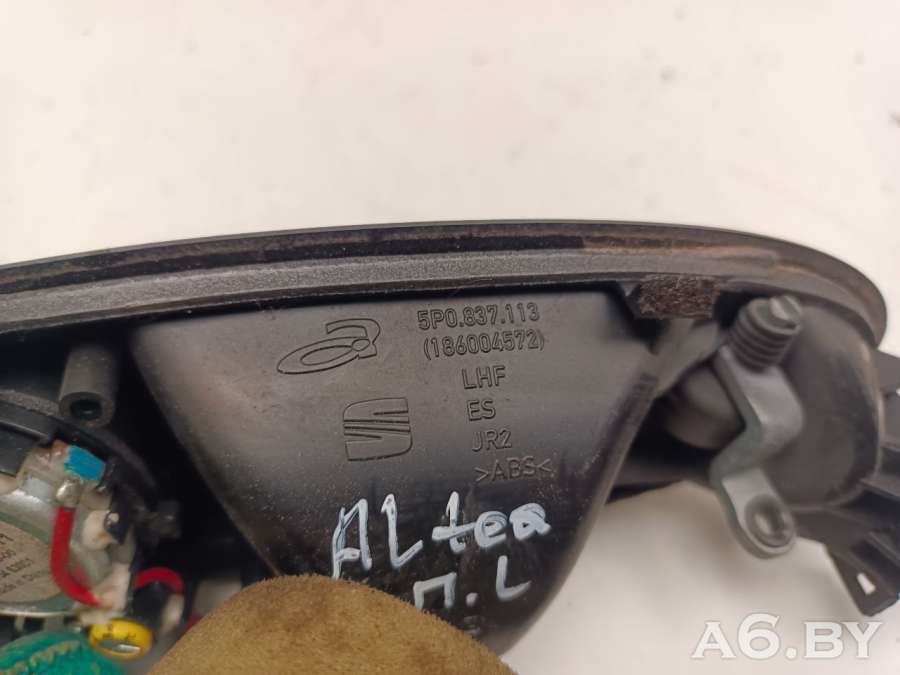 5P0.837.113
(186004572)
LHF
ES
JR2
>ABS<
ALtea
П.L
A6.BY